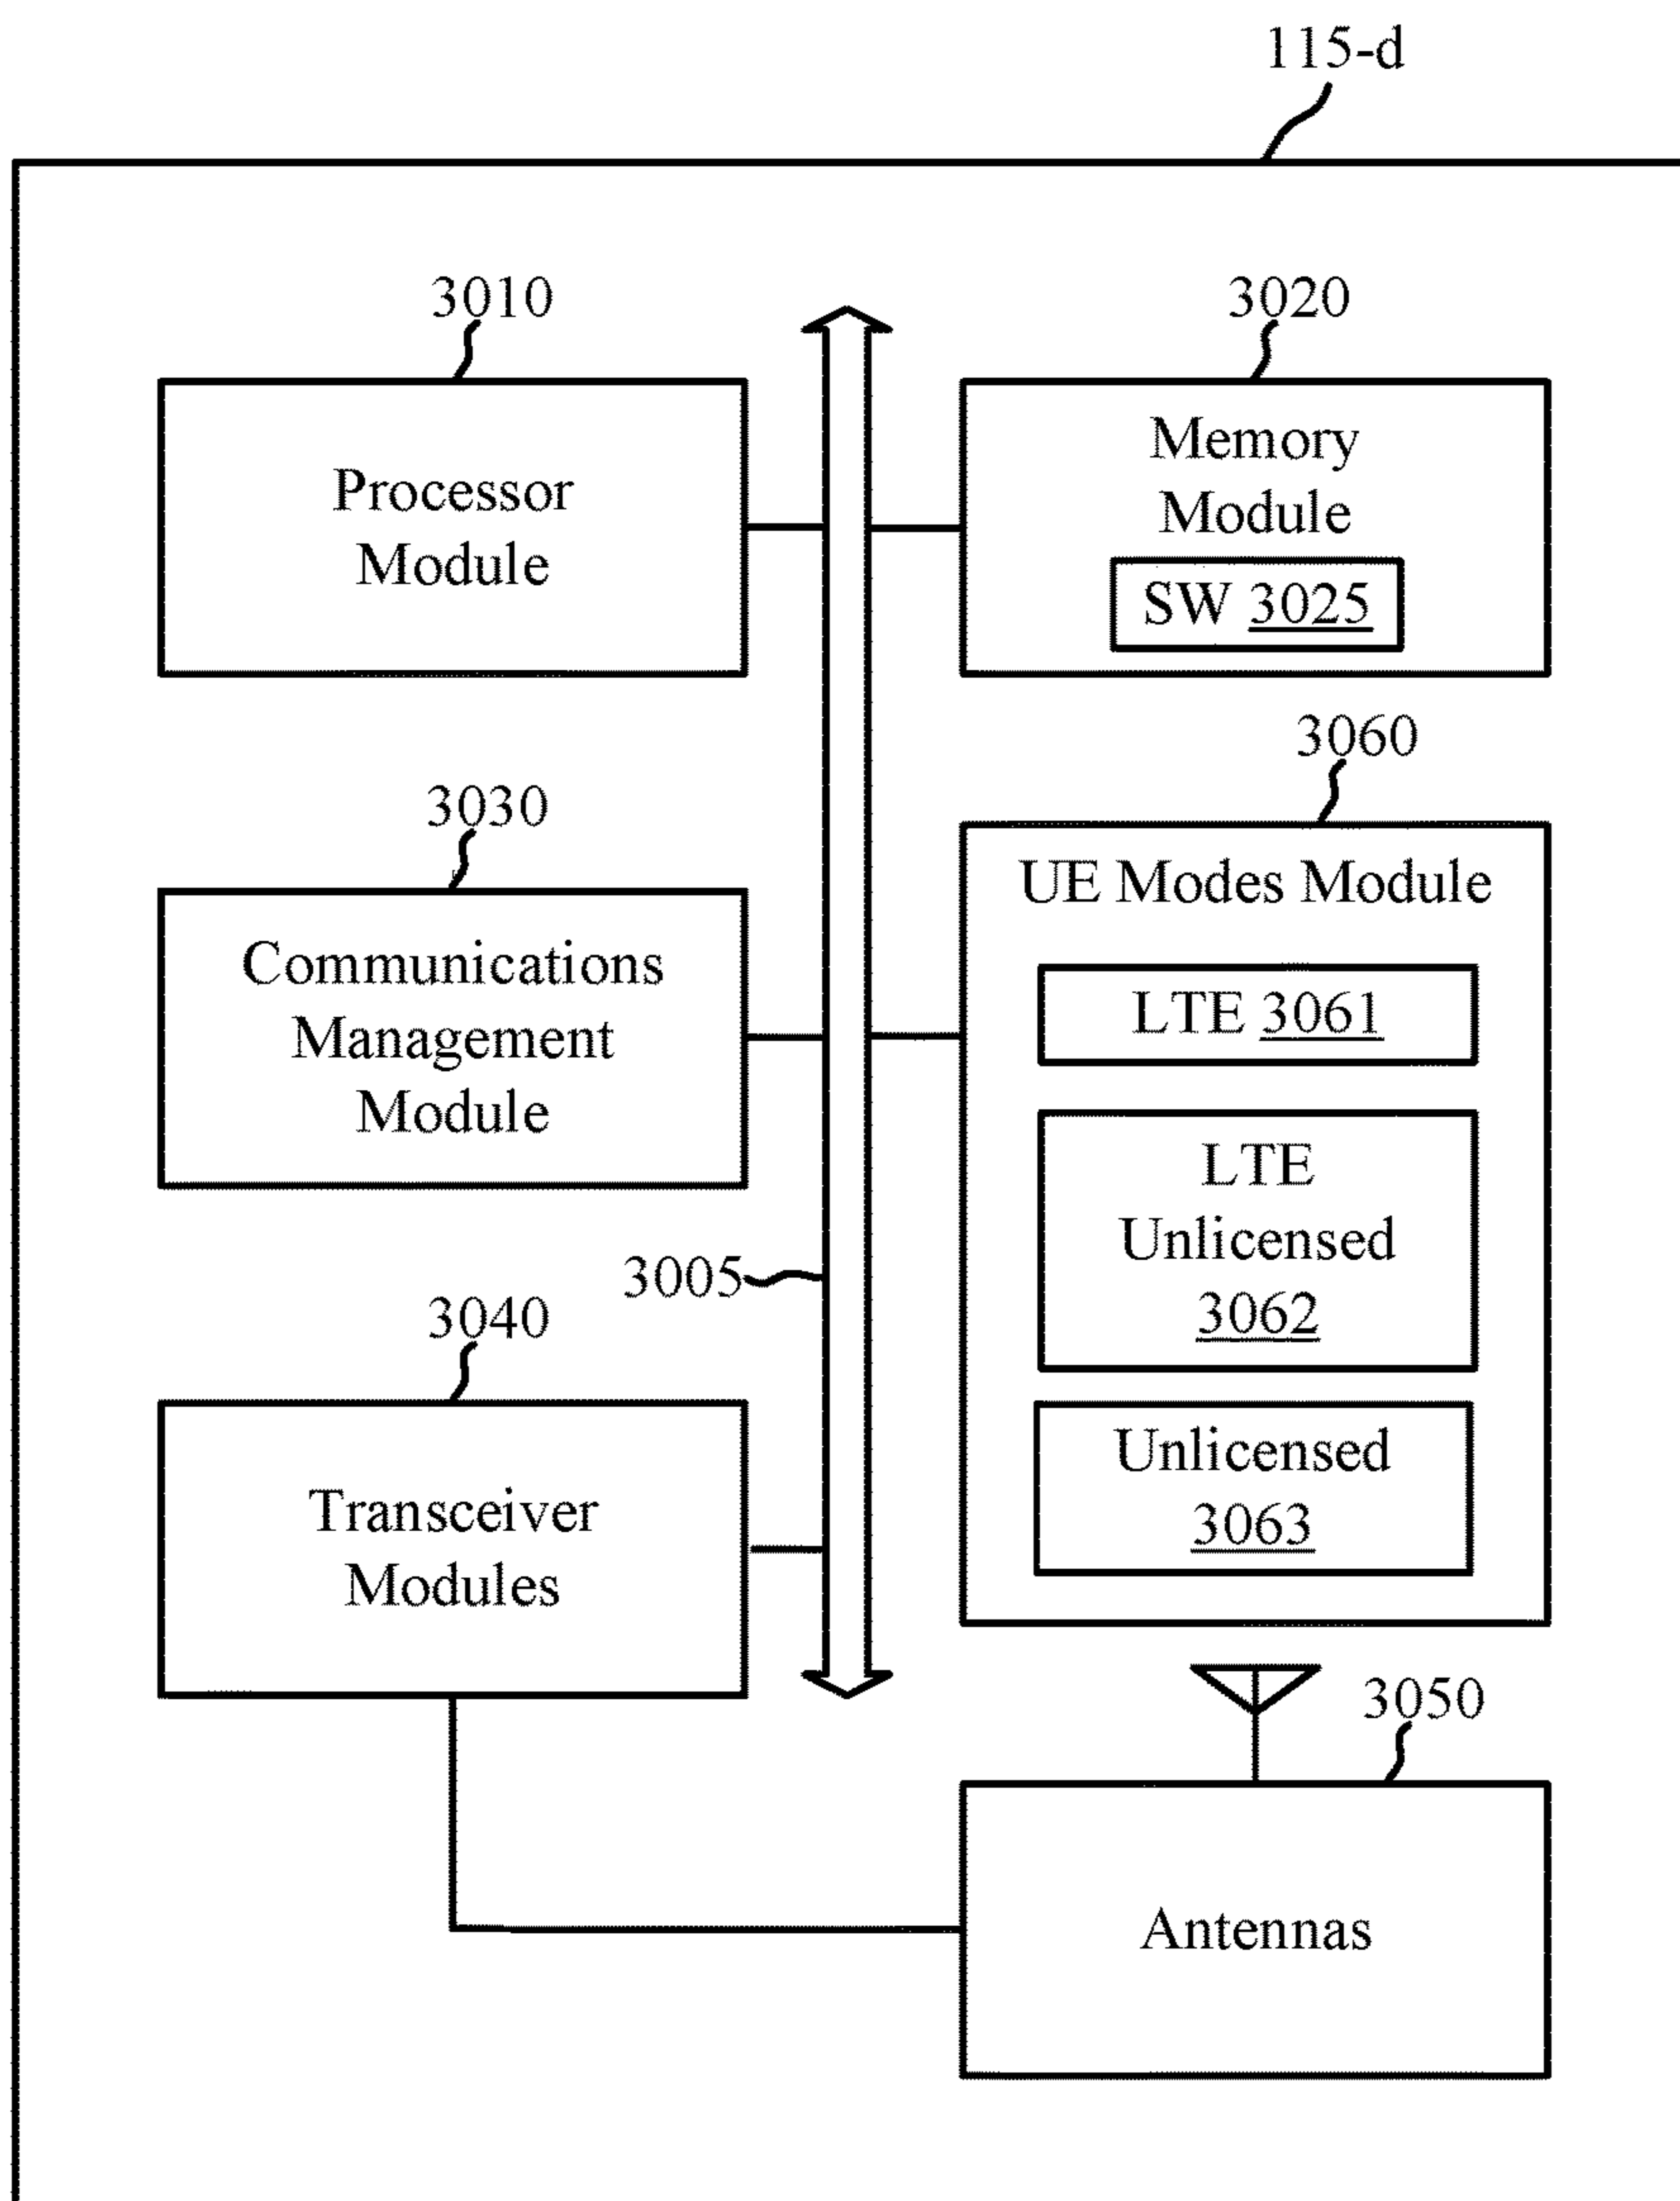 115-d
3010
Processor
Module
3020
Memory
Module
SW 3025
3030
Communications
Management
Module
3060
UE Modes Module
LTE 3061
LTE
Unlicensed
3062
Unlicensed
3063
3005
3040
Transceiver
Modules
3050
Antennas